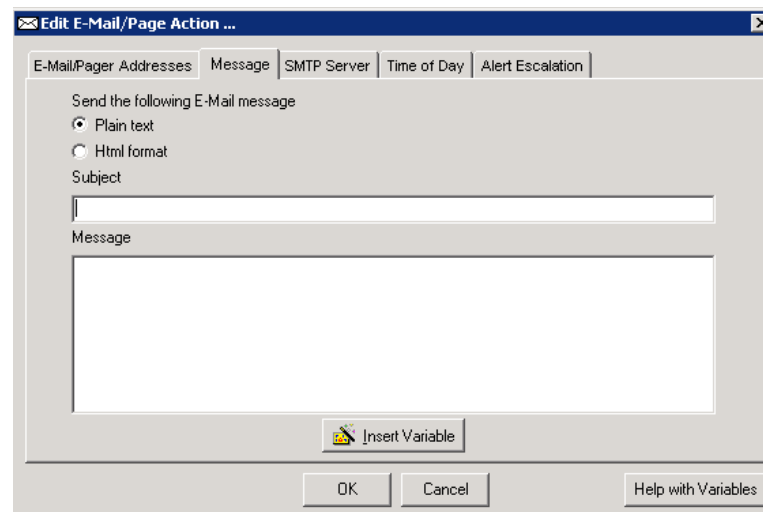 Edit E-Mail/Page Action ...
E-Mail/Pager Addresses Message SMTP Server Time of Day Alert Escalation
Send the following E-Mail message
Plain text
Html format
Subject
Message
Insert Variable
OK Cancel Help with Variables